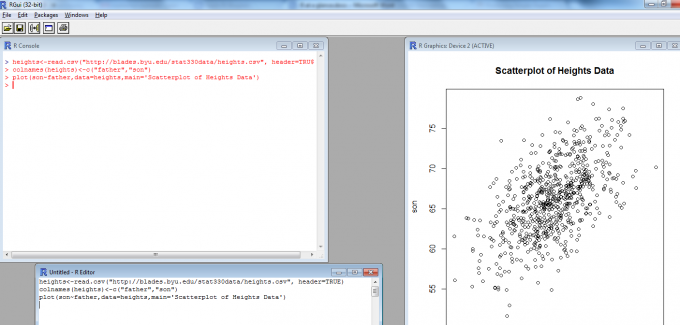 RGui (32-bit)
File Edit Packages Windows Help
R Console
> heights<-read.csv("http://blades.byu.edu/stat330data/heights.csv", header=TRUE
> colnames(heights)<-c("father","son")
> plot(son~father,data=heights,main='Scatterplot of Heights Data')
>
R Graphics Device 2 (ACTIVE)
Scatterplot of Heights Data
75
70
65
60
55
son
Untitled - R Editor
heights<-read.csv("http://blades.byu.edu/stat330data/heights.csv", header=TRUE)
colnames(heights)<-c("father","son")
plot(son~father,data=heights,main='Scatterplot of Heights Data')